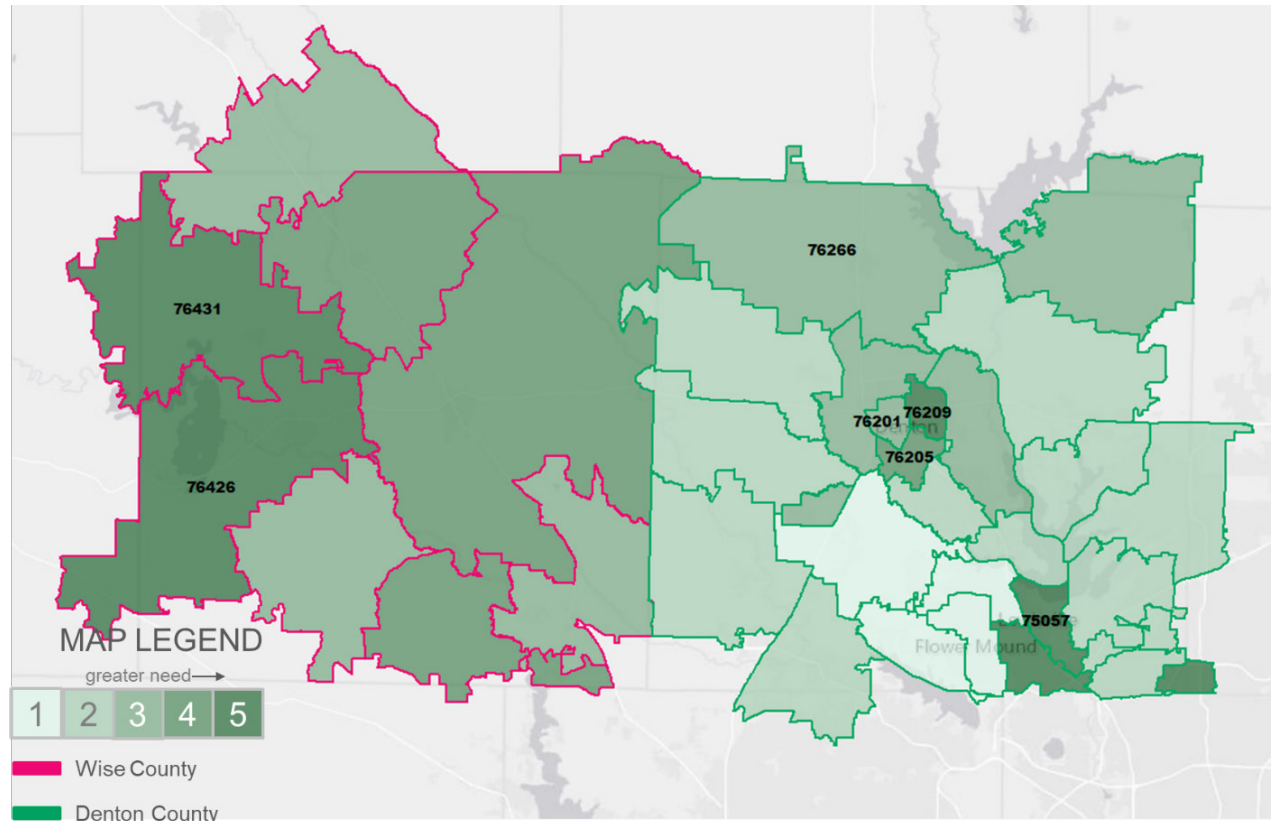 76266
76431
76201
76209
Denton
76205
76426
75057
Flower Mound
MAP LEGEND
greater need
1 2 3 4 5
Wise County
Denton County